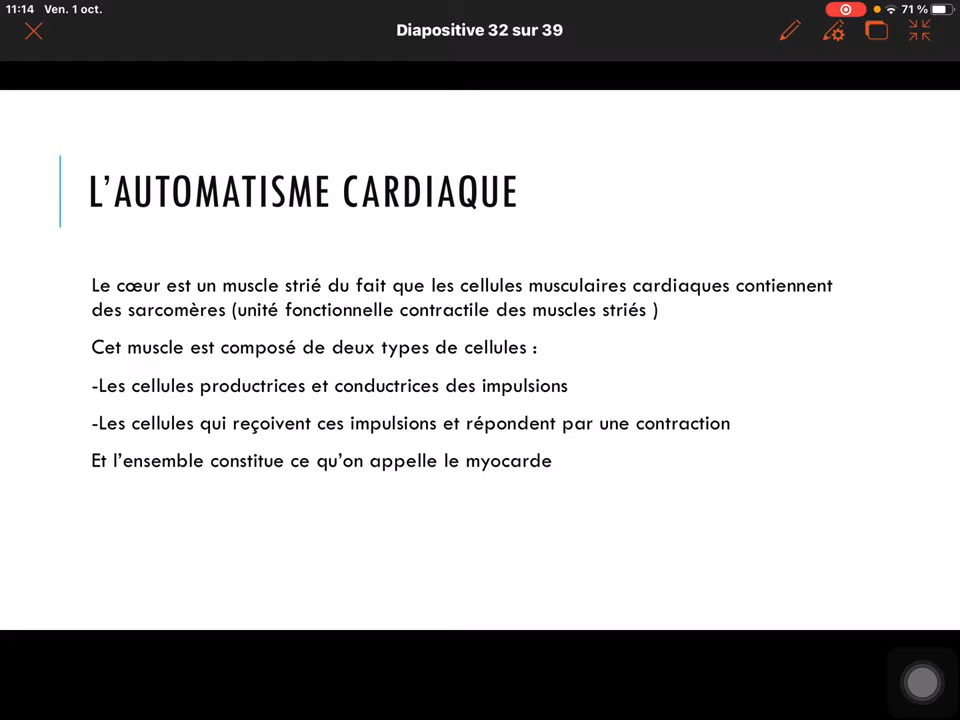 11:14 Ven. 1 oct.
71 %
Diapositive 32 sur 39
L'AUTOMATISME CARDIAQUE
Le cœur est un muscle strié du fait que les cellules musculaires cardiaques contiennent
des sarcomères (unité fonctionnelle contractile des muscles striés )
Cet muscle est composé de deux types de cellules :
-Les cellules productrices et conductrices des impulsions
-Les cellules qui reçoivent ces impulsions et répondent par une contraction
Et l'ensemble constitue ce qu'on appelle le myocarde